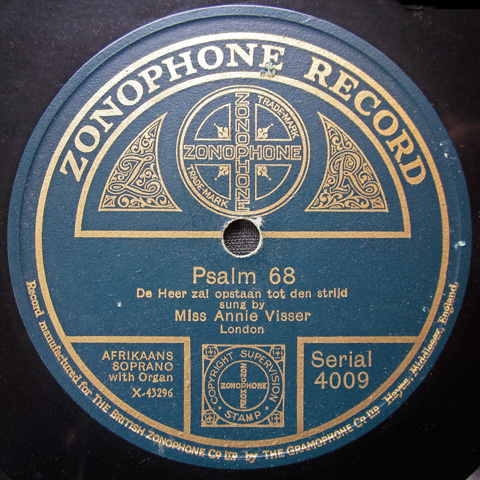 ZONOPHONE RECORD
TRADE-MARK
ZONOPHONE
ZONOPHONE
TRADE-MARK
Z
R
Psalm 68
De Heer zal opstaan tot den strijd
sung by
Miss Annie Visser
London
AFRIKAANS
SOPRANO
with Organ
X-43296
COPYRIGHT SUPERVISION
ZONOPHONE
ZONOPHONE
STAMP
Serial
4009
Record manufactured for THE BRITISH ZONOPHONE Co Ltd by THE GRAMOPHONE Co Ltd Hayes, Middlesex, England.